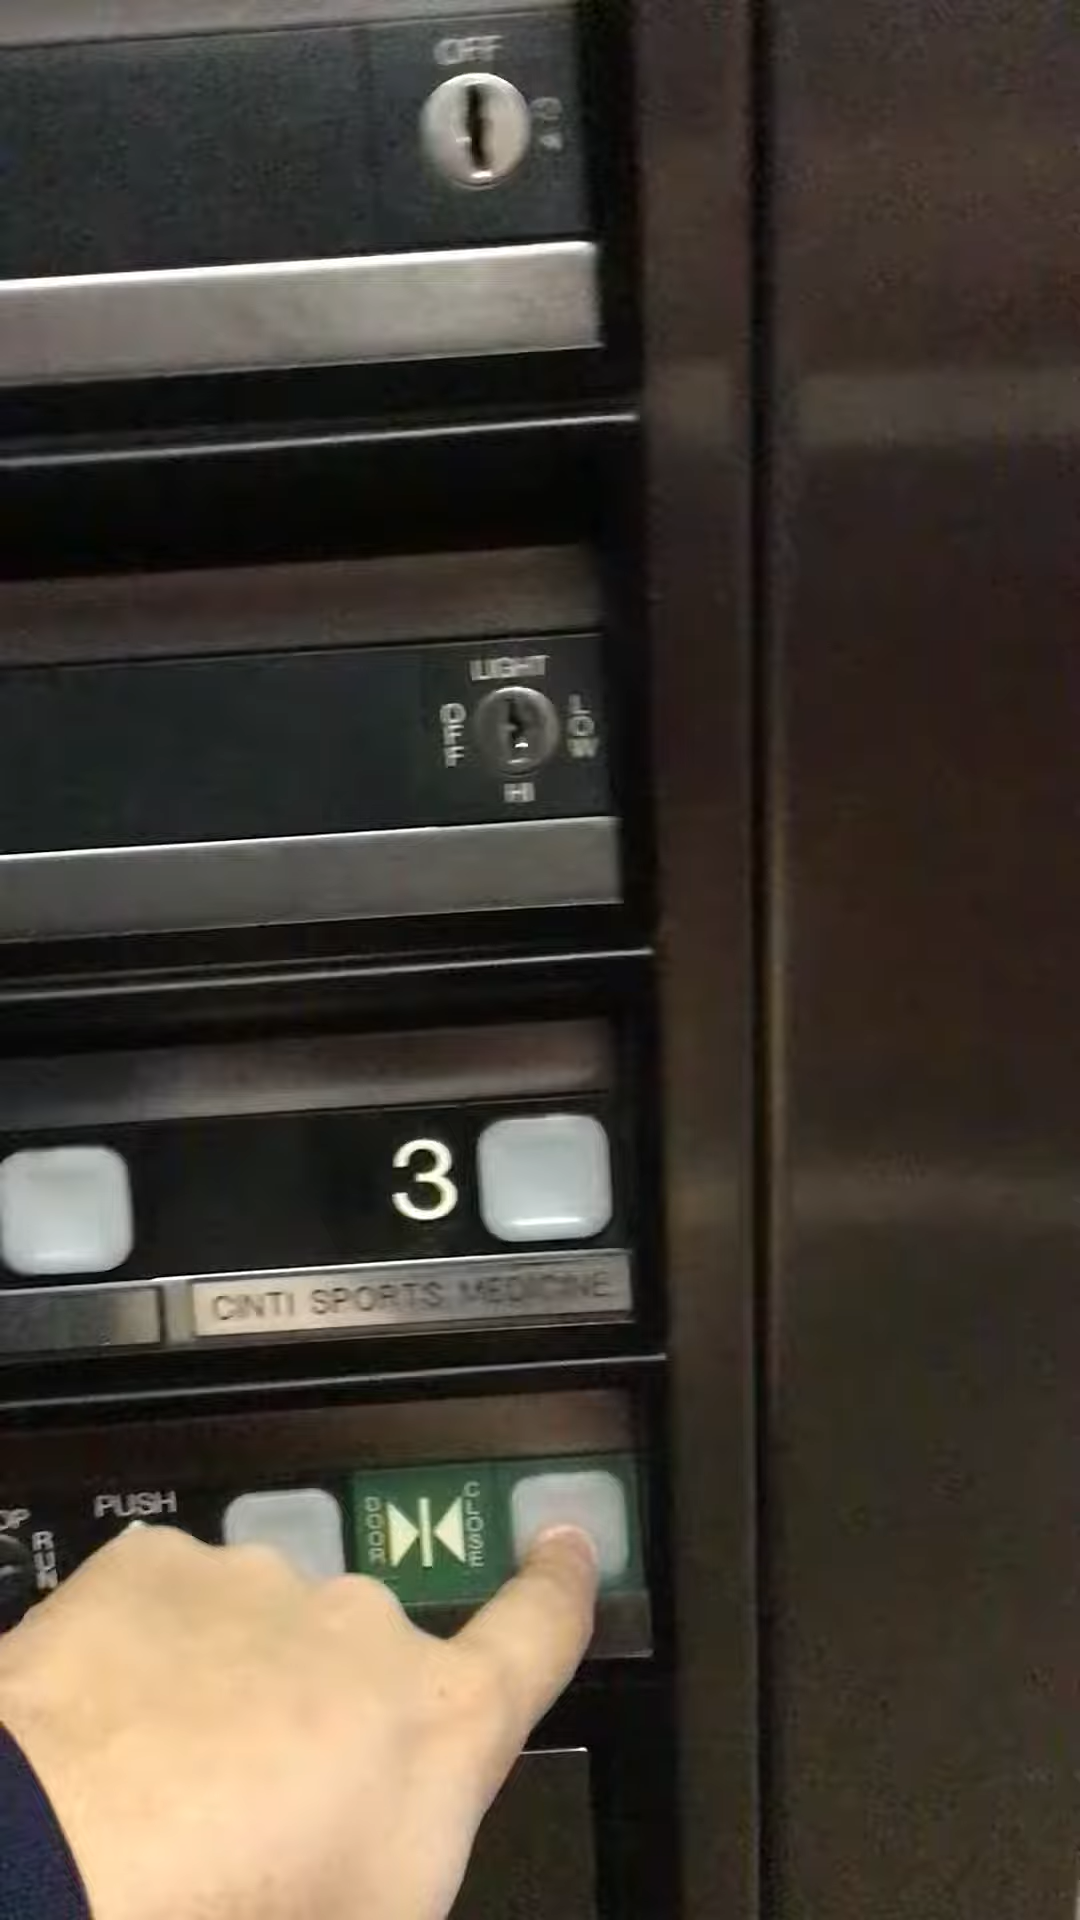 OFF
LIGHT
OFF
LOW
HI
3
CINTI SPORTS MEDICINE
PUSH
RUN
DOOR
CLOSE